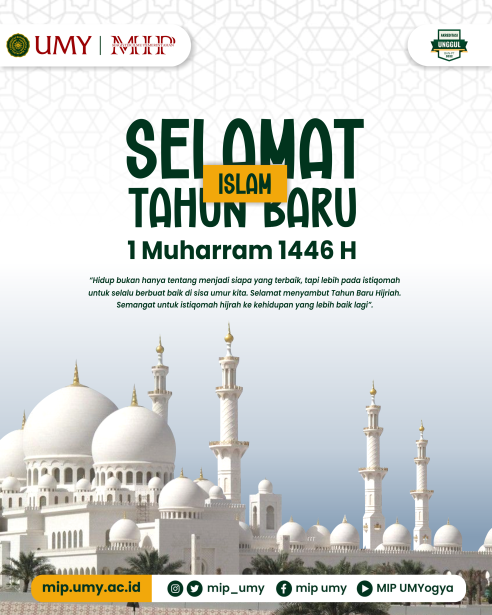 UMY
MIP
AKREDITASI
UNGGUL
SELAMAT
ISLAM
TAHUN BARU
1 Muharram 1446 H
“Hidup bukan hanya tentang menjadi siapa yang terbaik, tapi lebih pada istiqomah
untuk selalu berbuat baik di sisa umur kita. Selamat menyambut Tahun Baru Hijriah.
Semangat untuk istiqomah hijrah ke kehidupan yang lebih baik lagi”.
mip.umy.ac.id
mip_umy
mip umy
MIP UMYogya